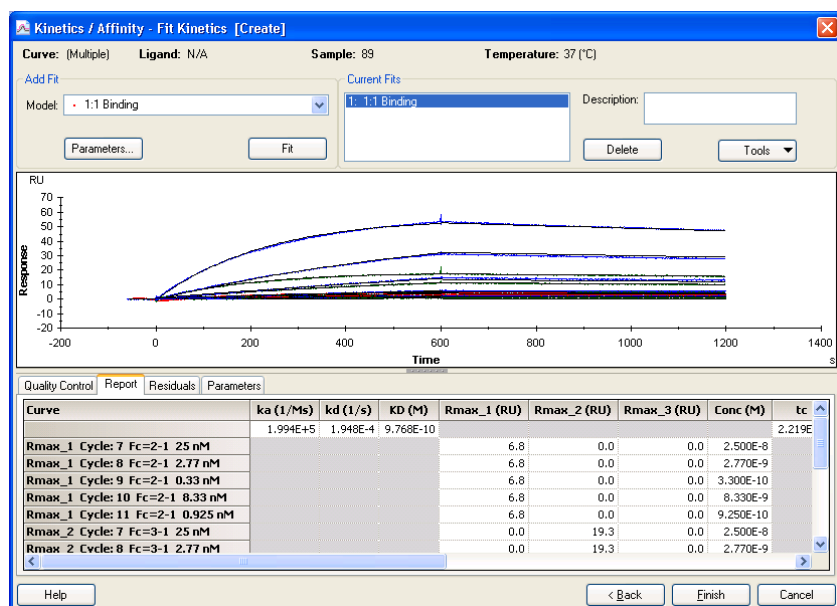 Kinetics / Affinity - Fit Kinetics [Create]
Curve: (Multiple) Ligand: N/A Sample: 89 Temperature: 37 (°C)
Add Fit
Model: 1:1 Binding
Parameters...
Fit
Current Fits
1: 1:1 Binding
Description:
Delete
Tools
RU
70
60
50
40
30
20
10
0
-10
-20
Response
-200 0 200 400 600 800 1000 1200 1400
Time
s
Quality Control Report Residuals Parameters
Curve ka (1/Ms) kd (1/s) KD (M) Rmax_1 (RU) Rmax_2 (RU) Rmax_3 (RU) Conc (M) tc
1.994E+5 1.948E-4 9.768E-10 2.219E
Rmax_1 Cycle: 7 Fc=2-1 25 nM 6.8 0.0 0.0 2.500E-8
Rmax_1 Cycle: 8 Fc=2-1 2.77 nM 6.8 0.0 0.0 2.770E-9
Rmax_1 Cycle: 9 Fc=2-1 0.33 nM 6.8 0.0 0.0 3.300E-10
Rmax_1 Cycle: 10 Fc=2-1 8.33 nM 6.8 0.0 0.0 8.330E-9
Rmax_1 Cycle: 11 Fc=2-1 0.925 nM 6.8 0.0 0.0 9.250E-10
Rmax_2 Cycle: 7 Fc=3-1 25 nM 0.0 19.3 0.0 2.500E-8
Rmax_2 Cycle: 8 Fc=3-1 2.77 nM 0.0 19.3 0.0 2.770E-9
Help
< Back
Finish
Cancel